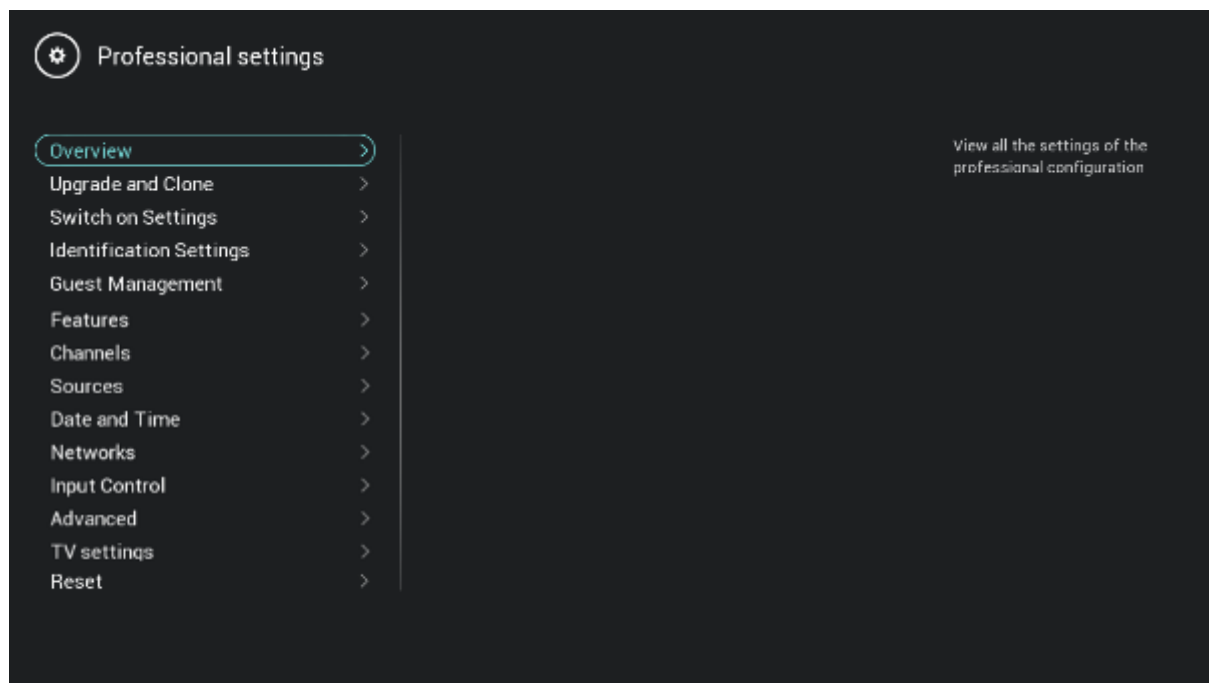 Professional settings
Overview
View all the settings of the
professional configuration
Upgrade and Clone
Switch on Settings
Identification Settings
Guest Management
Features
Channels
Sources
Date and Time
Networks
Input Control
Advanced
TV settings
Reset